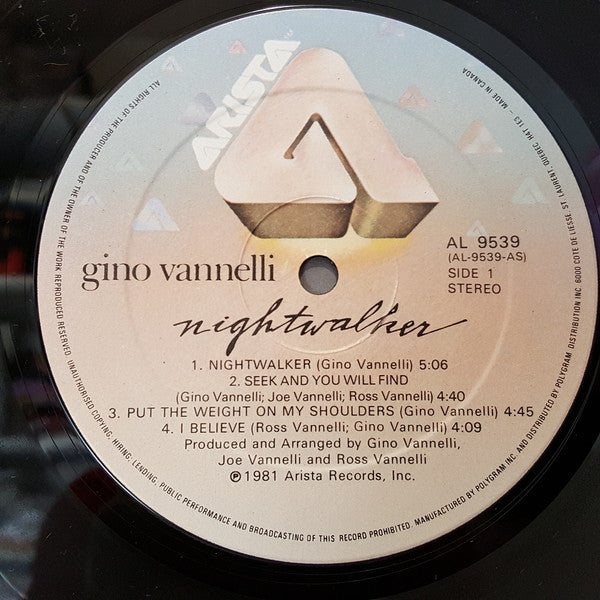 ARISTA
gino vannelli
AL 9539
(AL-9539-AS)
SIDE 1
STEREO
nightwalker
1. NIGHTWALKER (Gino Vannelli) 5:06
2. SEEK AND YOU WILL FIND
(Gino Vannelli; Joe Vannelli; Ross Vannelli) 4:40
3. PUT THE WEIGHT ON MY SHOULDERS (Gino Vannelli) 4:45
4. I BELIEVE (Ross Vannelli; Gino Vannelli) 4:09
Produced and Arranged by Gino Vannelli,
Joe Vannelli and Ross Vannelli
℗1981 Arista Records, Inc.
ALL RIGHTS OF THE PRODUCER AND OF THE OWNER OF THE WORK REPRODUCED RESERVED. UNAUTHORISED COPYING, HIRING, LENDING, PUBLIC PERFORMANCE AND BROADCASTING OF THIS RECORD PROHIBITED. MANUFACTURED BY POLYGRAM INC. AND DISTRIBUTED BY POLYGRAM DISTRIBUTION INC. 6000 COTE DE LIESSE, ST. LAURENT, QUEBEC H4T 1E3 - MADE IN CANADA